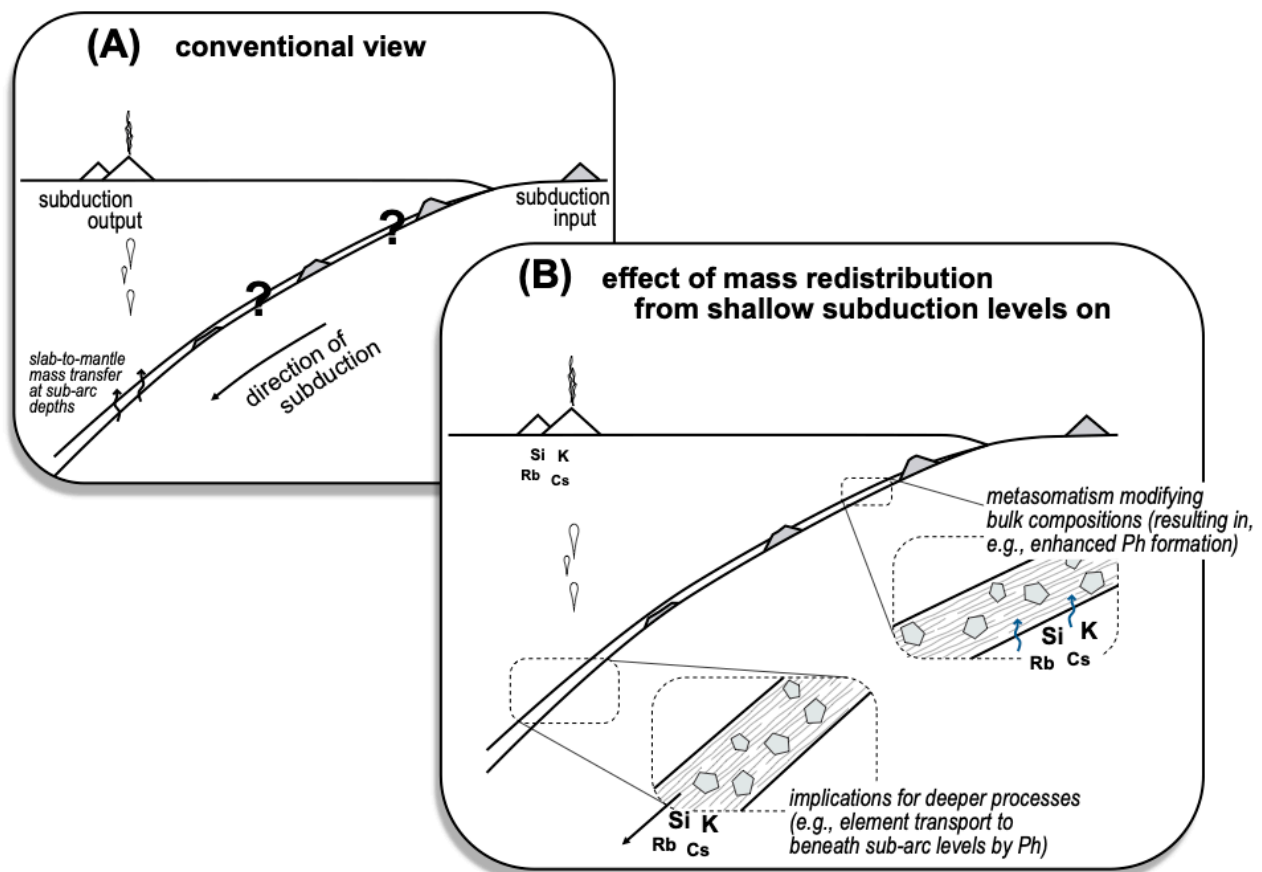 (A) conventional view
subduction
output
subduction
input
?
?
slab-to-mantle
mass transfer
at sub-arc
depths
direction of
subduction
(B) effect of mass redistribution
from shallow subduction levels on
Si K
Rb Cs
metasomatism modifying
bulk compositions (resulting in,
e.g., enhanced Ph formation)
Si K
Rb Cs
implications for deeper processes
(e.g., element transport to
beneath sub-arc levels by Ph)
Si K
Rb Cs